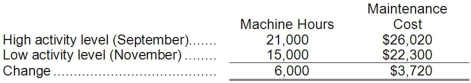 Maintenance
Machine Hours Cost
High activity level (September)....... 21,000 $26,020
Low activity level (November) ........ 15,000 $22,300
Change ....................................... 6,000 $3,720